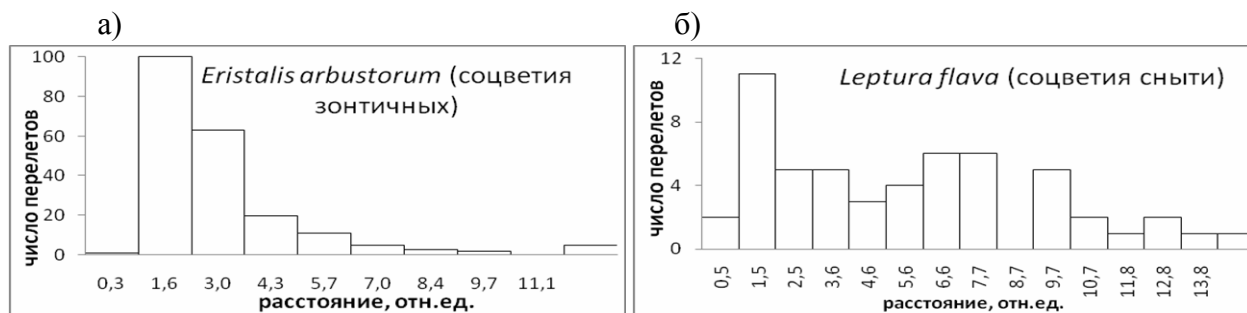 а)
100
80
60
40
20
0
число перелетов
Eristalis arbustorum (соцветия
зонтичных)
0,3 1,6 3,0 4,3 5,7 7,0 8,4 9,7 11,1
расстояние, отн.ед.
б)
12
8
4
0
число перелетов
Leptura flava (соцветия сныти)
0,5 1,5 2,5 3,6 4,6 5,6 6,6 7,7 8,7 9,7 10,7 11,8 12,8 13,8
расстояние, отн.ед.